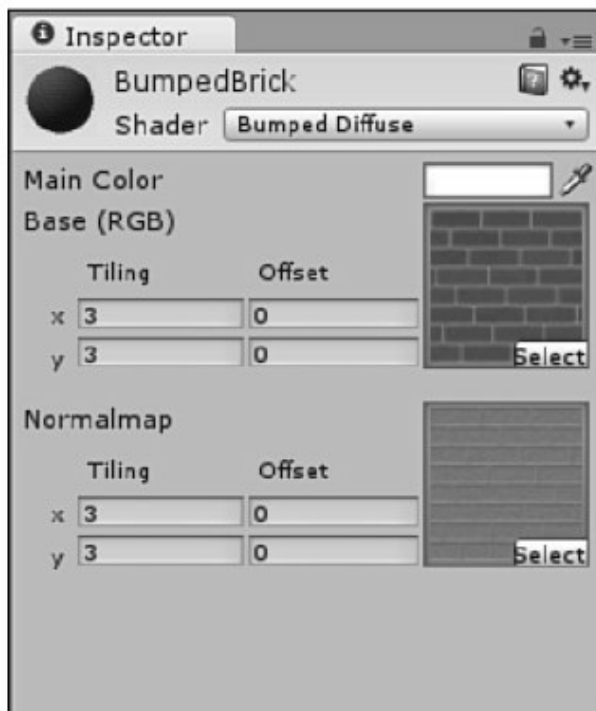 Inspector
BumpedBrick
Shader Bumped Diffuse
Main Color
Base (RGB)
Tiling Offset
x 3 0
y 3 0
Select
Normalmap
Tiling Offset
x 3 0
y 3 0
Select